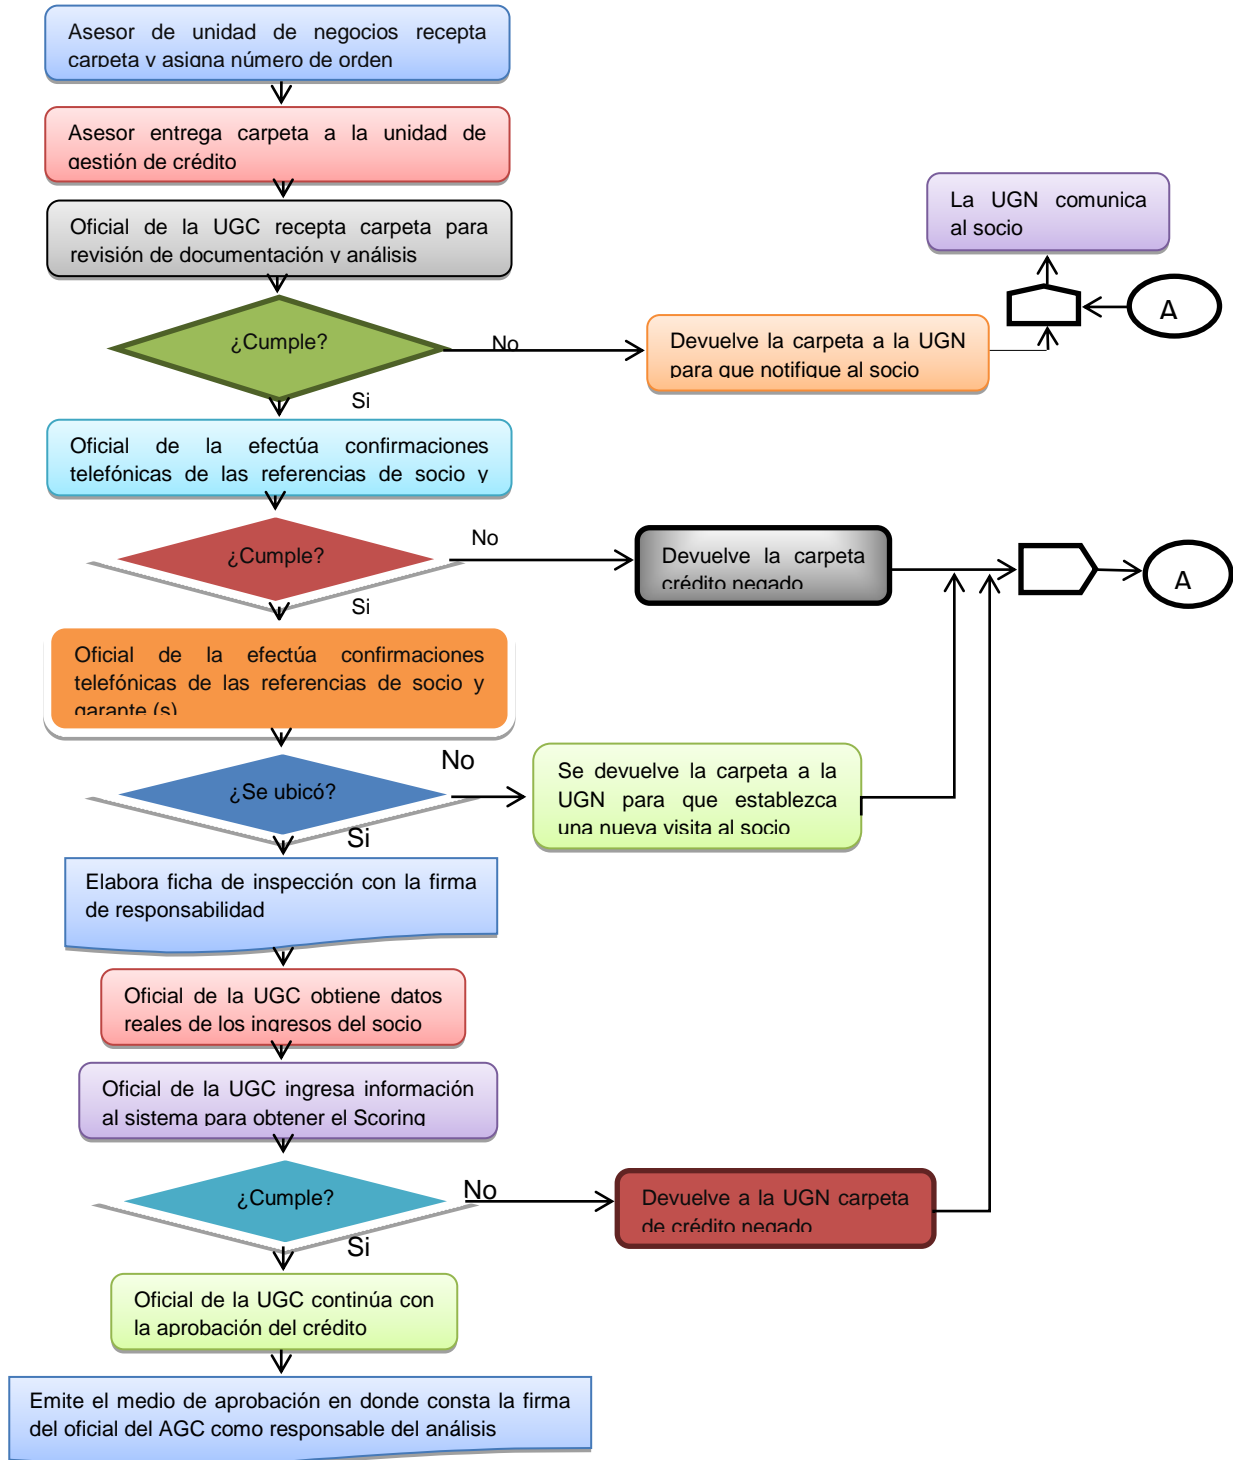 Asesor de unidad de negocios recepta
carpeta y asigna número de orden
Asesor entrega carpeta a la unidad de
gestión de crédito
La UGN comunica
al socio
Oficial de la UGC recepta carpeta para
revisión de documentación y análisis
A
¿Cumple?
No
Devuelve la carpeta a la UGN
para que notifique al socio
Si
Oficial de la efectúa confirmaciones
telefónicas de las referencias de socio y
¿Cumple?
No
Devuelve la carpeta
crédito negado
A
Si
Oficial de la efectúa confirmaciones
telefónicas de las referencias de socio y
garante (s)
¿Se ubicó?
No
Se devuelve la carpeta a la
UGN para que establezca
una nueva visita al socio
Si
Elabora ficha de inspección con la firma
de responsabilidad
Oficial de la UGC obtiene datos
reales de los ingresos del socio
Oficial de la UGC ingresa información
al sistema para obtener el Scoring
¿Cumple?
No
Devuelve a la UGN carpeta
de crédito negado
Si
Oficial de la UGC continúa con
la aprobación del crédito
Emite el medio de aprobación en donde consta la firma
del oficial del AGC como responsable del análisis